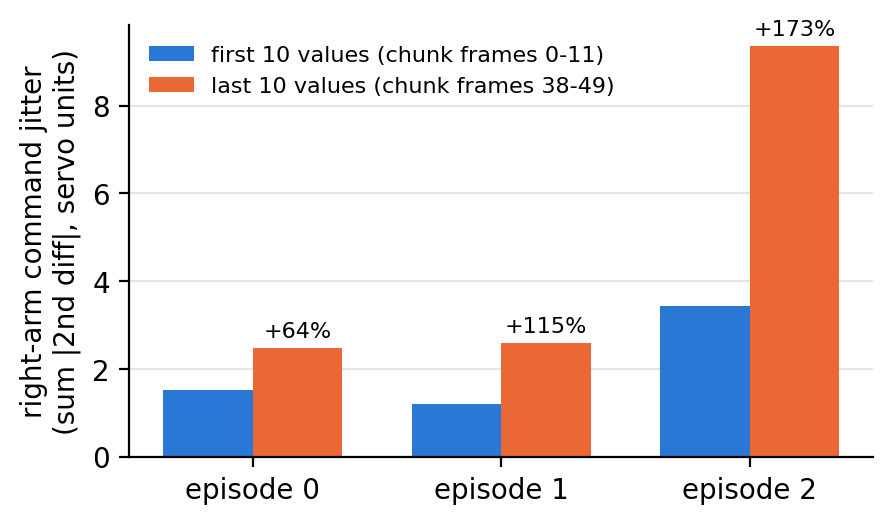 +173%
first 10 values (chunk frames 0-11)
last 10 values (chunk frames 38-49)
right-arm command jitter
(sum |2nd diff|, servo units)
8
6
4
2
0
+64%
+115%
episode 0
episode 1
episode 2